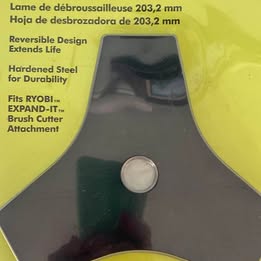 Lame de débroussailleuse 203,2 mm
Hoja de desbrozadora de 203,2 mm
Reversible Design
Extends Life
Hardened Steel
for Durability
Fits RYOBI™
EXPAND-IT™
Brush Cutter
Attachment